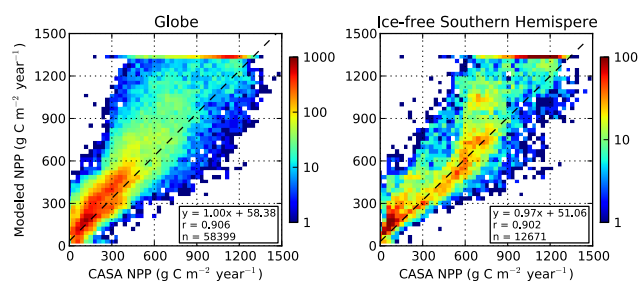 Globe
1500
1200
900
600
300
0
0 300 600 900 1200 1500
Modeled NPP (g C m−2 year−1)
CASA NPP (g C m−2 year−1)
y = 1.00x + 58.38
r = 0.906
n = 58399
1000
100
10
1
Ice-free Southern Hemispere
1500
1200
900
600
300
0
0 300 600 900 1200 1500
CASA NPP (g C m−2 year−1)
y = 0.97x + 51.06
r = 0.902
n = 12671
100
10
1